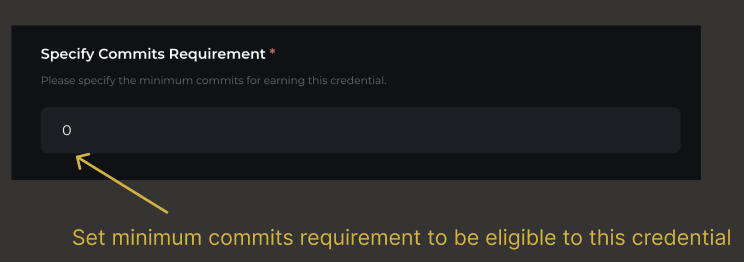 Specify Commits Requirement *
Please specify the minimum commits for earning this credential.
0
Set minimum commits requirement to be eligible to this credential